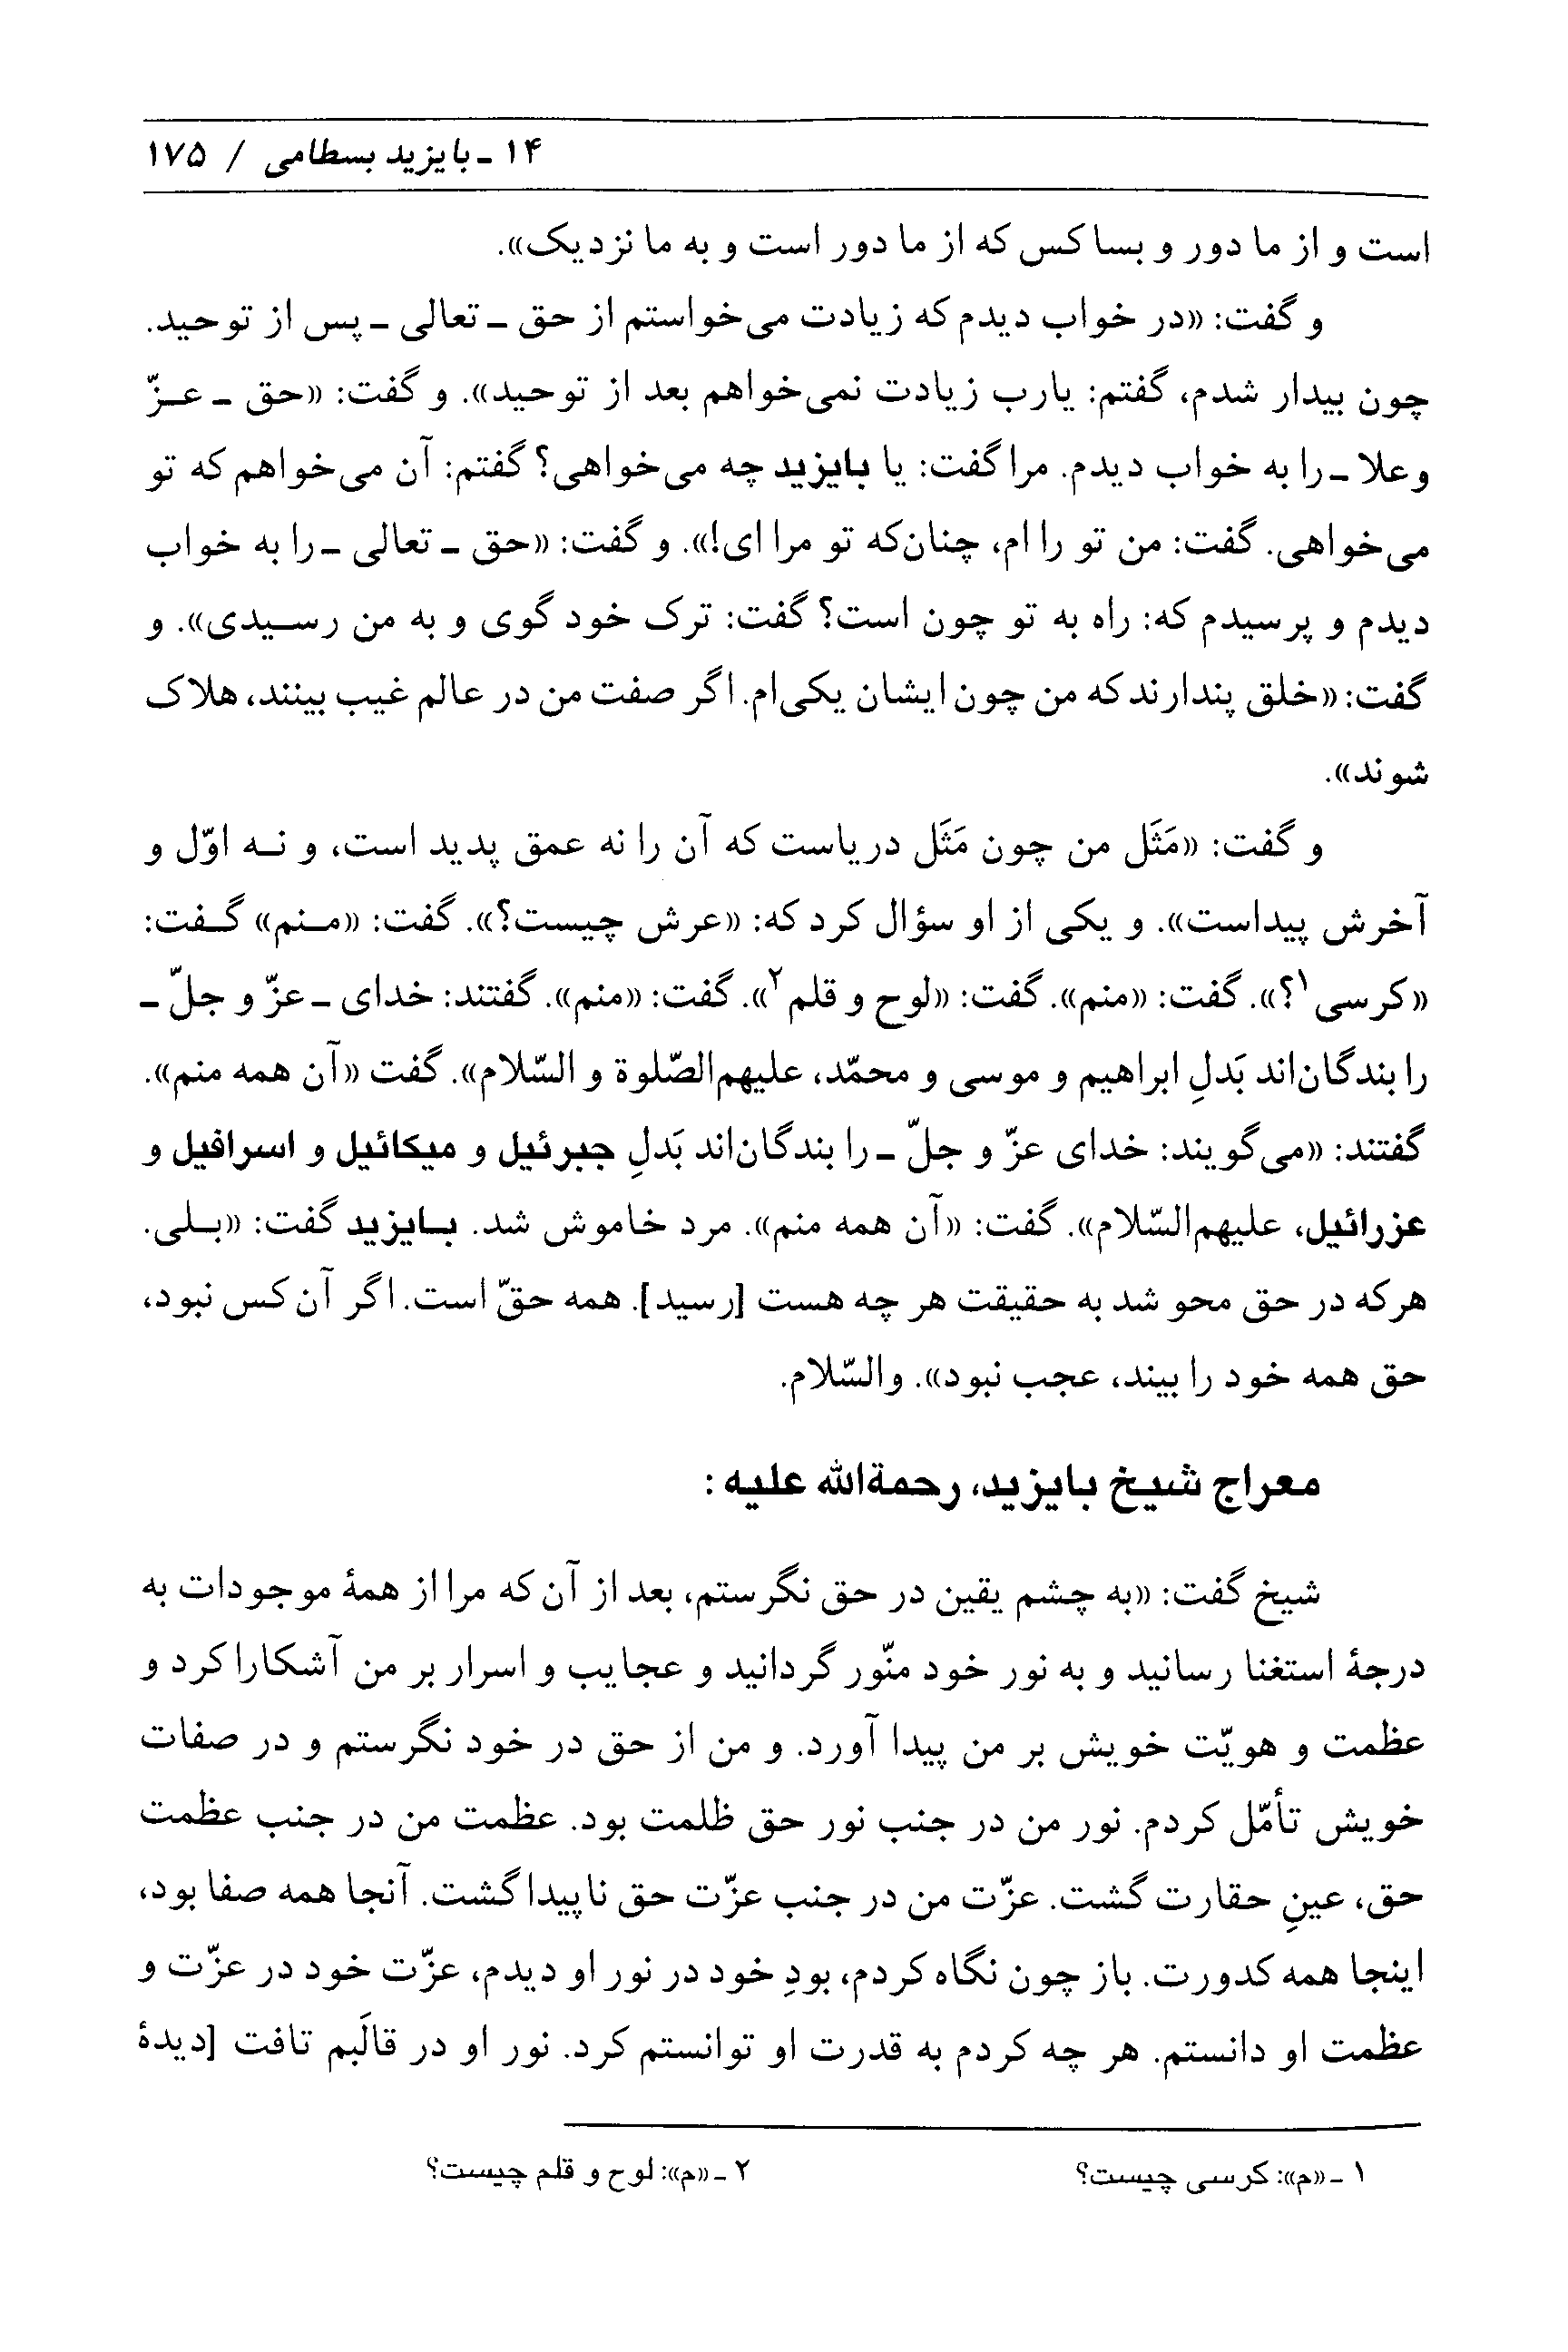 ۱۴ ـ بایزید بسطامی / ۱۷۵
است و از ما دور و بسا کس که از ما دور است و به ما نزدیک».
و گفت: «در خواب دیدم که زیادت می‌خواستم از حق ـ تعالی ـ پس از توحید.
چون بیدار شدم، گفتم: یارب زیادت نمی‌خواهم بعد از توحید». و گفت: «حق ـ عـزّ
وعلا ـ را به خواب دیدم. مرا گفت: یا بایزید چه می‌خواهی؟ گفتم: آن می‌خواهم که تو
می‌خواهی. گفت: من تو را ام، چنان‌که تو مرا ای!». و گفت: «حق ـ تعالی ـ را به خواب
دیدم و پرسیدم که: راه به تو چون است؟ گفت: ترک خود گوی و به من رسـیدی». و
گفت: «خلق پندارند که من چون ایشان یکی‌ام. اگر صفت من در عالم غیب بینند، هلاک
شوند».
و گفت: «مَثَل من چون مَثَل دریاست که آن را نه عمق پدید است، و نـه اوّل و
آخرش پیداست». و یکی از او سؤال کرد که: «عرش چیست؟». گفت: «مـنم» گـفت:
«کرسی۱؟». گفت: «منم». گفت: «لوح و قلم۲». گفت: «منم». گفتند: خدای ـ عزّ و جلّ ـ
را بندگان‌اند بَدلِ ابراهیم و موسی و محمّد، علیهم‌الصّلوة و السّلام». گفت «آن همه منم».
گفتند: «می‌گویند: خدای عزّ و جلّ ـ را بندگان‌اند بَدلِ جبرئیل و میکائیل و اسرافیل و
عزرائیل، علیهم‌السّلام». گفت: «آن همه منم». مرد خاموش شد. بـایزید گفت: «بـلی.
هرکه در حق محو شد به حقیقت هر چه هست [رسید]. همه حقّ است. اگر آن کس نبود،
حق همه خود را بیند، عجب نبود». والسّلام.
معراج شیخ بایزید، رحمةالله علیه :
شیخ گفت: «به چشم یقین در حق نگرستم، بعد از آن که مرا از همهٔ موجودات به
درجهٔ استغنا رسانید و به نور خود منّور گردانید و عجایب و اسرار بر من آشکارا کرد و
عظمت و هویّت خویش بر من پیدا آورد. و من از حق در خود نگرستم و در صفات
خویش تأمّل کردم. نور من در جنب نور حق ظلمت بود. عظمت من در جنب عظمت
حق، عینِ حقارت گشت. عزّت من در جنب عزّت حق ناپیدا گشت. آنجا همه صفا بود،
اینجا همه کدورت. باز چون نگاه کردم، بودِ خود در نور او دیدم، عزّت خود در عزّت و
عظمت او دانستم. هر چه کردم به قدرت او توانستم کرد. نور او در قالَبم تافت [دیدهٔ
۱ ـ «م»: کرسی چیست؟ ۲ ـ «م»: لوح و قلم چیست؟